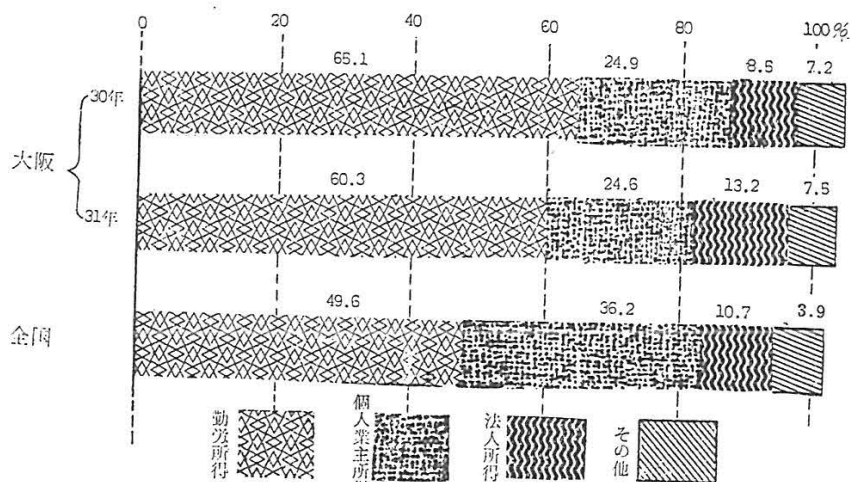 0 20 40 60 80 100%
65.1 24.9 8.5 7.2
30年
大阪
60.3 24.6 13.2 7.5
31年
49.6 36.2 10.7 3.9
全国
勤労所得
個人業主所得
法人所得
その他